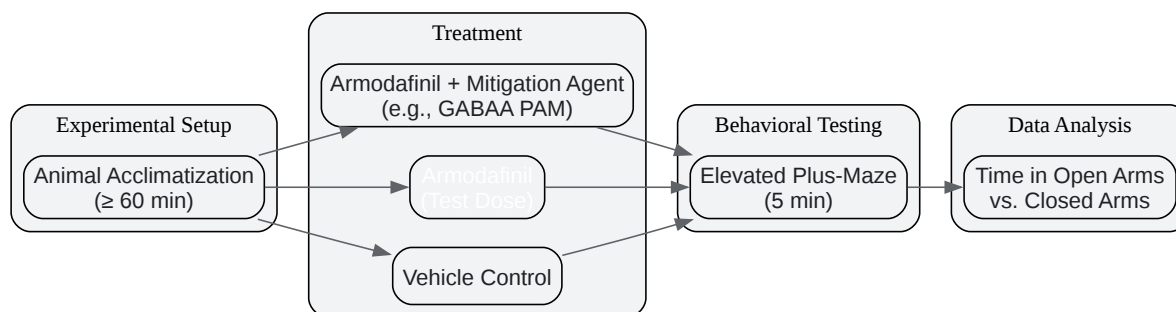 Experimental Setup
Animal Acclimatization
(≥ 60 min)
Treatment
Armodafinil + Mitigation Agent
(e.g., GABAA PAM)
Armodafinil
(Test Dose)
Vehicle Control
Behavioral Testing
Elevated Plus-Maze
(5 min)
Data Analysis
Time in Open Arms
vs. Closed Arms